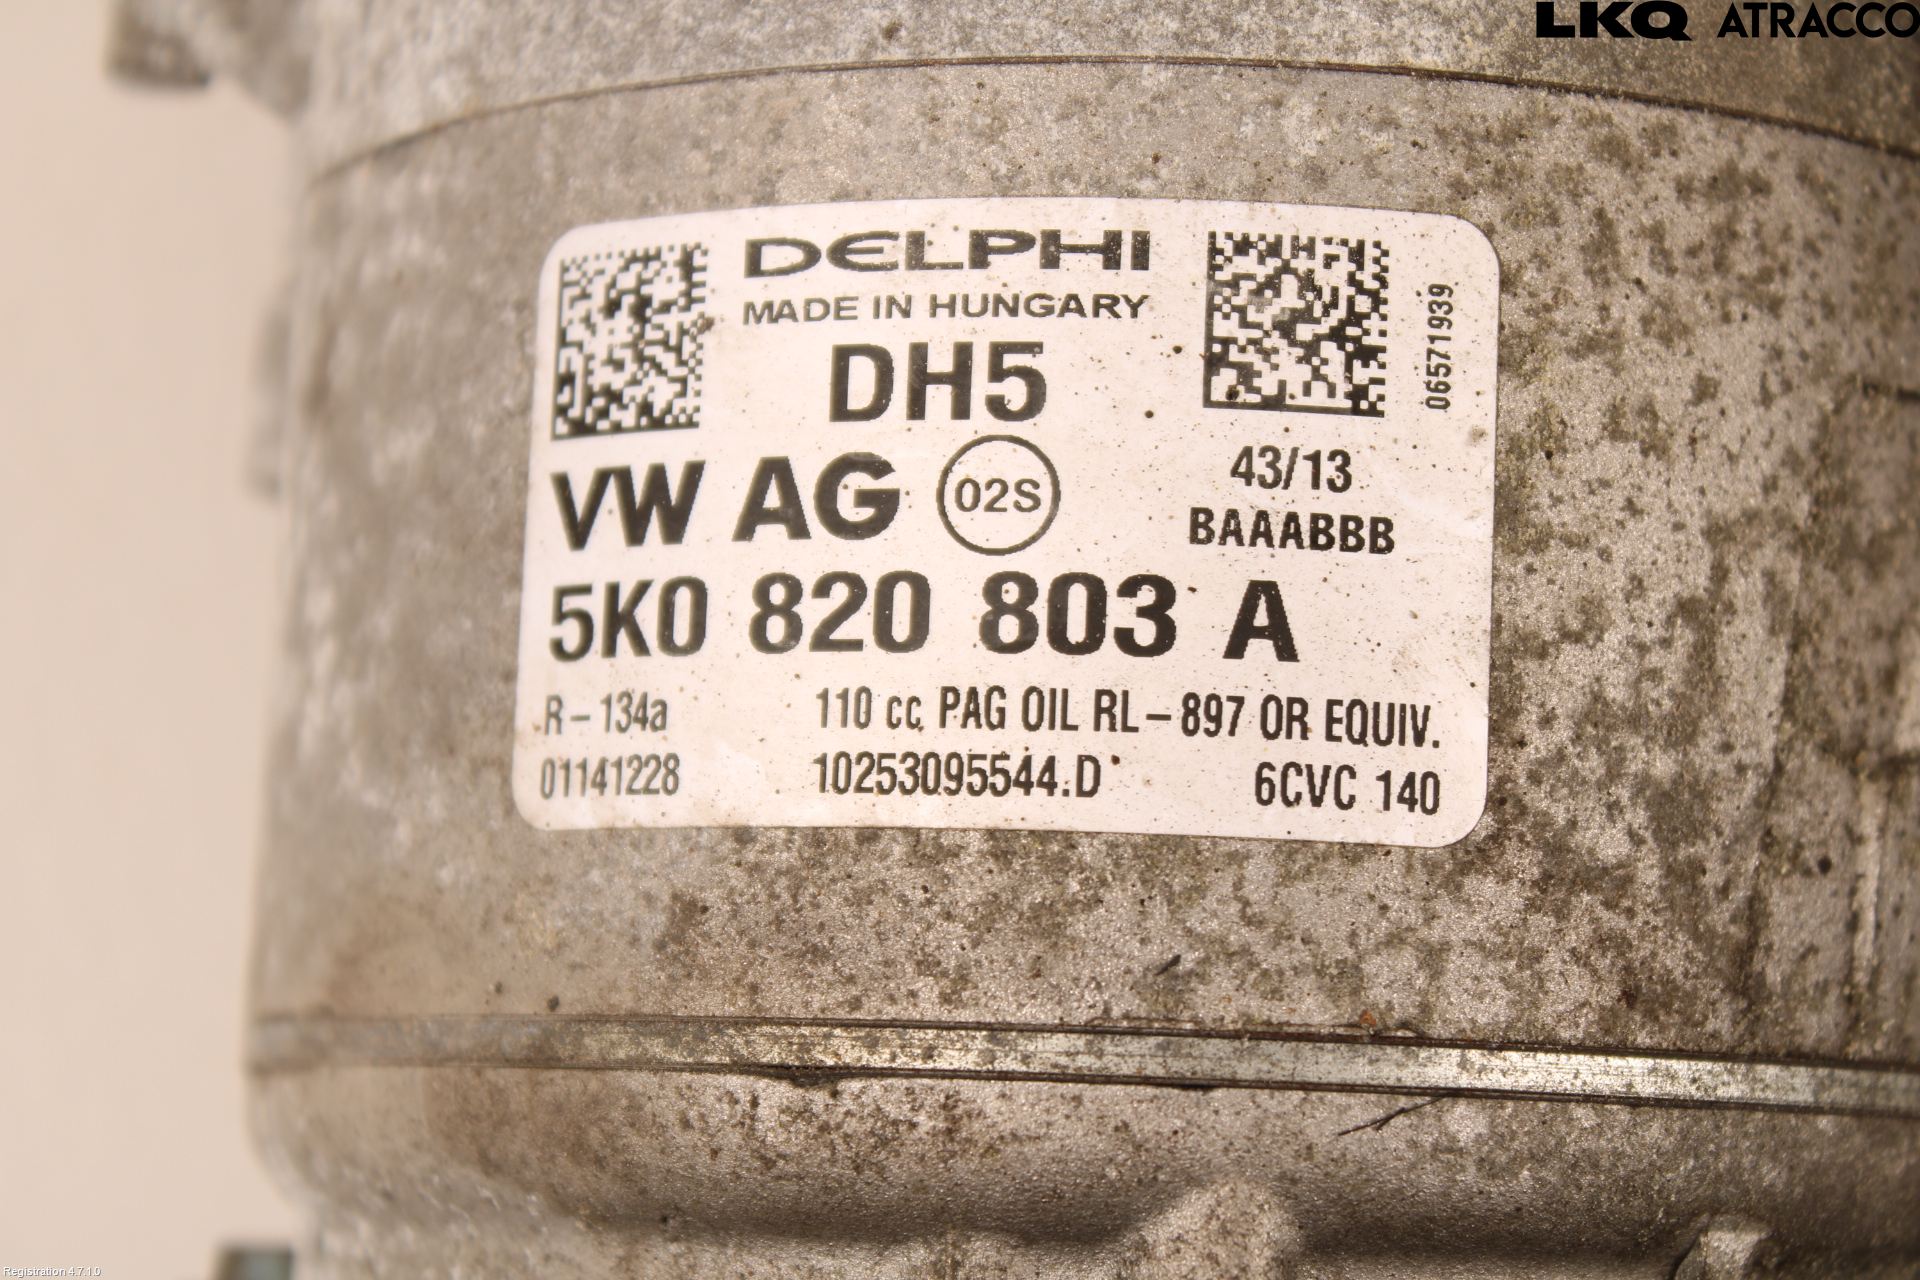 LKQ ATRACCO
DELPHI
MADE IN HUNGARY
DH5
06571939
VW AG 02S
43/13
BAAABBB
5K0 820 803 A
R-134a 110 cc PAG OIL RL-897 OR EQUIV.
01141228 10253095544.D 6CVC 140
Registration 4.7.1.0